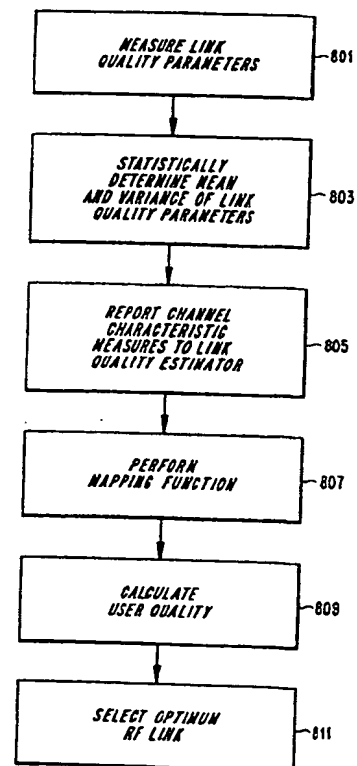 MEASURE LINK
QUALITY PARAMETERS
801
STATISTICALLY
DETERMINE MEAN
AND VARIANCE OF LINK
QUALITY PARAMETERS
803
REPORT CHANNEL
CHARACTERISTIC
MEASURES TO LINK
QUALITY ESTIMATOR
805
PERFORM
MAPPING FUNCTION
807
CALCULATE
USER QUALITY
809
SELECT OPTIMUM
RF LINK
811